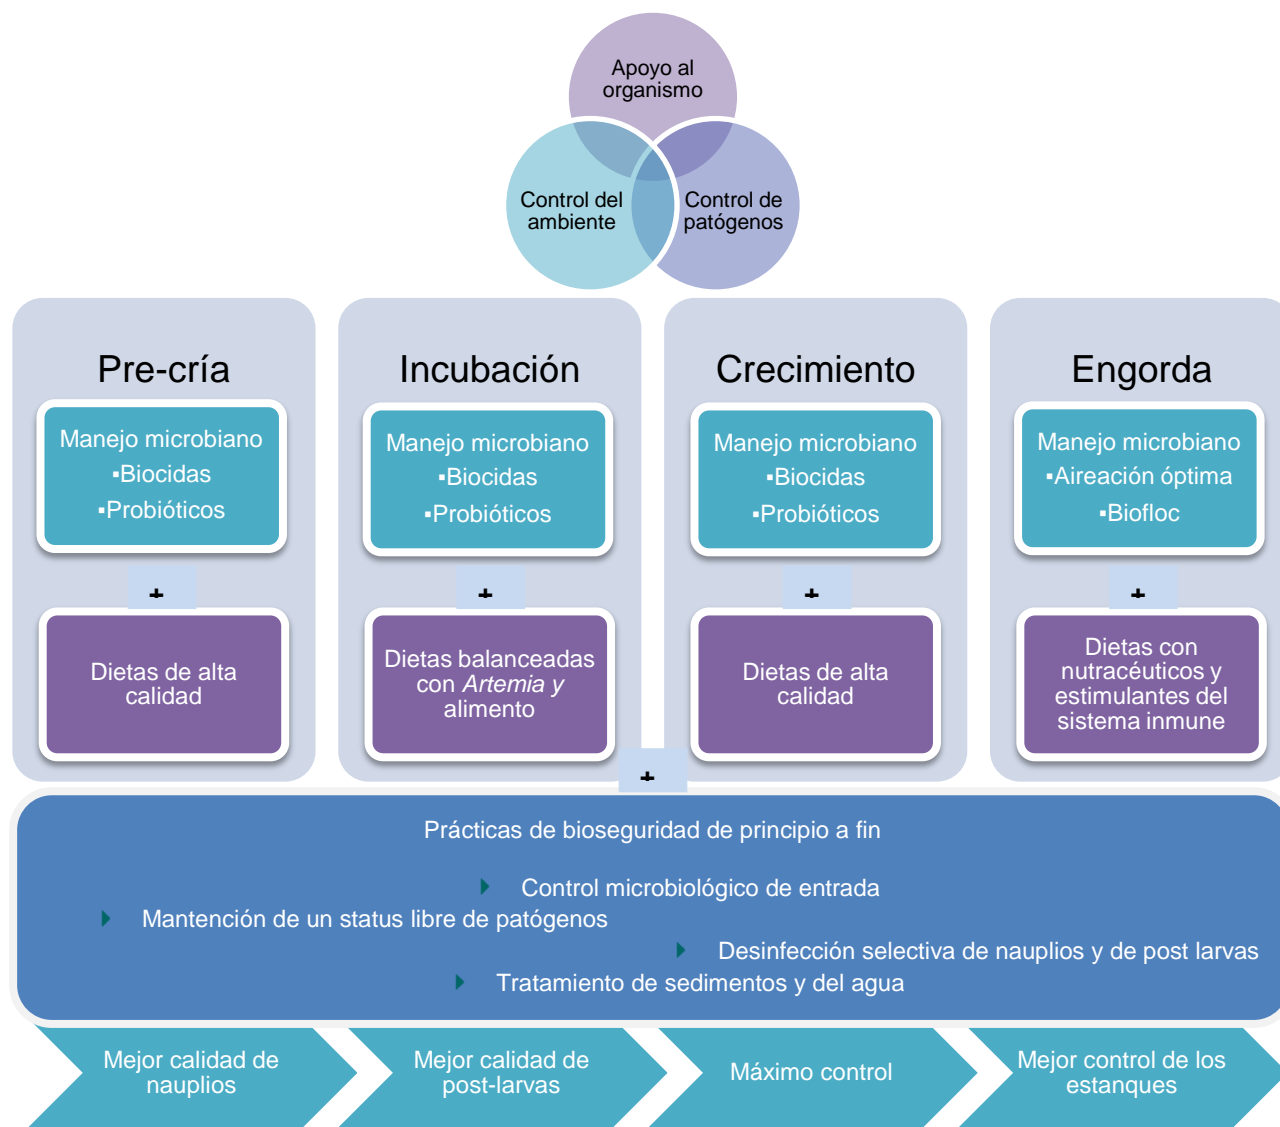 Apoyo al
organismo
Control del
ambiente
Control de
patógenos
Pre-cría
Manejo microbiano
▪Biocidas
▪Probióticos
+
Dietas de alta
calidad
Incubación
Manejo microbiano
▪Biocidas
▪Probióticos
+
Dietas balanceadas
con Artemia y
alimento
Crecimiento
Manejo microbiano
▪Biocidas
▪Probióticos
+
Dietas de alta
calidad
Engorda
Manejo microbiano
▪Aireación óptima
▪Biofloc
+
Dietas con
nutracéuticos y
estimulantes del
sistema inmune
+
Prácticas de bioseguridad de principio a fin
Control microbiológico de entrada
Mantención de un status libre de patógenos
Desinfección selectiva de nauplios y de post larvas
Tratamiento de sedimentos y del agua
Mejor calidad de
nauplios
Mejor calidad de
post-larvas
Máximo control
Mejor control de los
estanques